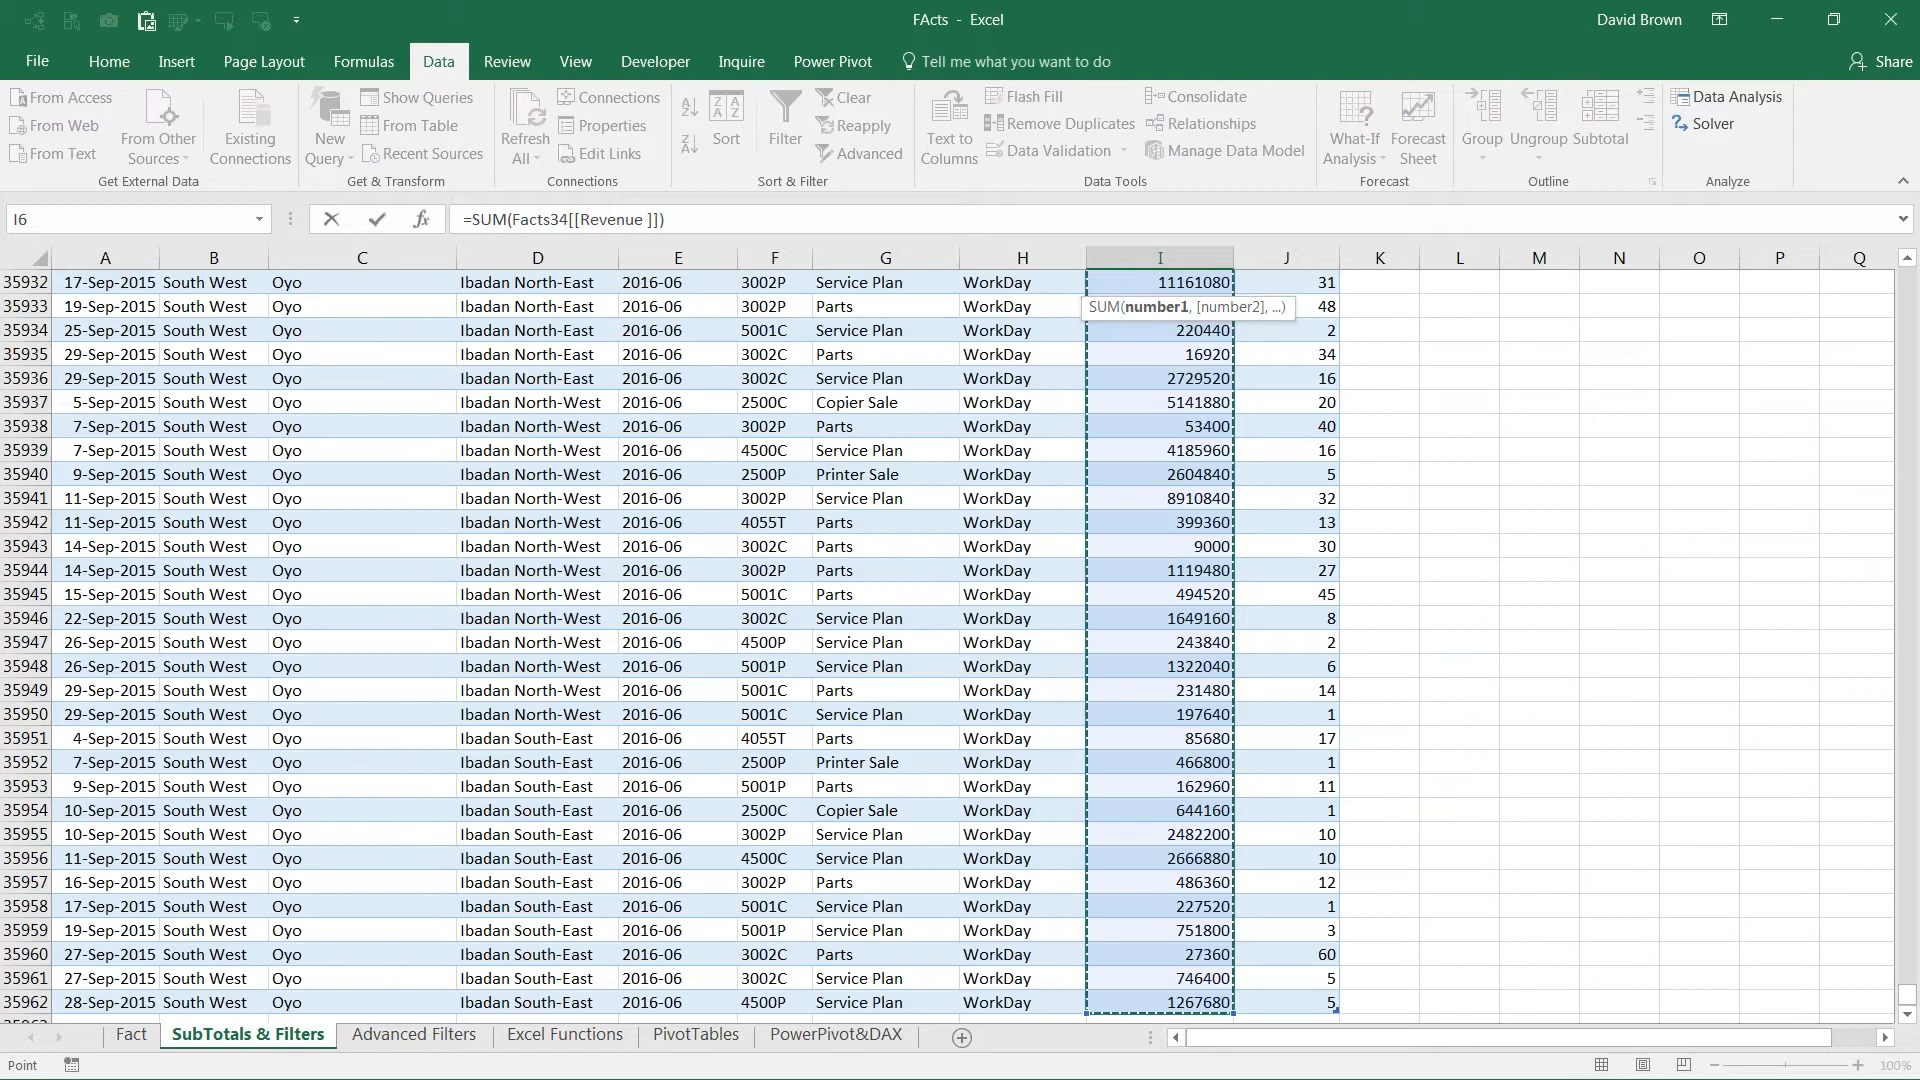 FActs - Excel
David Brown
File Home Insert Page Layout Formulas Data Review View Developer Inquire Power Pivot Tell me what you want to do Share
From Access
From Web
From Text
From Other Sources
Existing Connections
Get External Data
New Query
Show Queries
From Table
Recent Sources
Get & Transform
Refresh All
Connections
Properties
Edit Links
Connections
Sort
Filter
Clear
Reapply
Advanced
Sort & Filter
Text to Columns
Flash Fill
Remove Duplicates
Data Validation
Consolidate
Relationships
Manage Data Model
Data Tools
What-If Analysis
Forecast Sheet
Forecast
Group
Ungroup
Subtotal
Outline
Data Analysis
Solver
Analyze
I6 fx =SUM(Facts34[[Revenue ]])
A B C D E F G H I J K L M N O P Q
35932 17-Sep-2015 South West Oyo Ibadan North-East 2016-06 3002P Service Plan WorkDay 11161080 31
35933 19-Sep-2015 South West Oyo Ibadan North-East 2016-06 3002P Parts WorkDay SUM(number1, [number2], ...) 48
35934 25-Sep-2015 South West Oyo Ibadan North-East 2016-06 5001C Service Plan WorkDay 220440 2
35935 29-Sep-2015 South West Oyo Ibadan North-East 2016-06 3002C Parts WorkDay 16920 34
35936 29-Sep-2015 South West Oyo Ibadan North-East 2016-06 3002C Service Plan WorkDay 2729520 16
35937 5-Sep-2015 South West Oyo Ibadan North-West 2016-06 2500C Copier Sale WorkDay 5141880 20
35938 7-Sep-2015 South West Oyo Ibadan North-West 2016-06 3002P Parts WorkDay 53400 40
35939 7-Sep-2015 South West Oyo Ibadan North-West 2016-06 4500C Service Plan WorkDay 4185960 16
35940 9-Sep-2015 South West Oyo Ibadan North-West 2016-06 2500P Printer Sale WorkDay 2604840 5
35941 11-Sep-2015 South West Oyo Ibadan North-West 2016-06 3002P Service Plan WorkDay 8910840 32
35942 11-Sep-2015 South West Oyo Ibadan North-West 2016-06 4055T Parts WorkDay 399360 13
35943 14-Sep-2015 South West Oyo Ibadan North-West 2016-06 3002C Parts WorkDay 9000 30
35944 14-Sep-2015 South West Oyo Ibadan North-West 2016-06 3002P Parts WorkDay 1119480 27
35945 15-Sep-2015 South West Oyo Ibadan North-West 2016-06 5001C Parts WorkDay 494520 45
35946 22-Sep-2015 South West Oyo Ibadan North-West 2016-06 3002C Service Plan WorkDay 1649160 8
35947 26-Sep-2015 South West Oyo Ibadan North-West 2016-06 4500P Service Plan WorkDay 243840 2
35948 26-Sep-2015 South West Oyo Ibadan North-West 2016-06 5001P Service Plan WorkDay 1322040 6
35949 29-Sep-2015 South West Oyo Ibadan North-West 2016-06 5001C Parts WorkDay 231480 14
35950 29-Sep-2015 South West Oyo Ibadan North-West 2016-06 5001C Service Plan WorkDay 197640 1
35951 4-Sep-2015 South West Oyo Ibadan South-East 2016-06 4055T Parts WorkDay 85680 17
35952 7-Sep-2015 South West Oyo Ibadan South-East 2016-06 2500P Printer Sale WorkDay 466800 1
35953 9-Sep-2015 South West Oyo Ibadan South-East 2016-06 5001P Parts WorkDay 162960 11
35954 10-Sep-2015 South West Oyo Ibadan South-East 2016-06 2500C Copier Sale WorkDay 644160 1
35955 10-Sep-2015 South West Oyo Ibadan South-East 2016-06 3002P Service Plan WorkDay 2482200 10
35956 11-Sep-2015 South West Oyo Ibadan South-East 2016-06 4500C Service Plan WorkDay 2666880 10
35957 16-Sep-2015 South West Oyo Ibadan South-East 2016-06 3002P Parts WorkDay 486360 12
35958 17-Sep-2015 South West Oyo Ibadan South-East 2016-06 5001C Service Plan WorkDay 227520 1
35959 19-Sep-2015 South West Oyo Ibadan South-East 2016-06 5001P Service Plan WorkDay 751800 3
35960 27-Sep-2015 South West Oyo Ibadan South-East 2016-06 3002C Parts WorkDay 27360 60
35961 27-Sep-2015 South West Oyo Ibadan South-East 2016-06 3002C Service Plan WorkDay 746400 5
35962 28-Sep-2015 South West Oyo Ibadan South-East 2016-06 4500P Service Plan WorkDay 1267680 5
Fact SubTotals & Filters Advanced Filters Excel Functions PivotTables PowerPivot&DAX
Point 100%